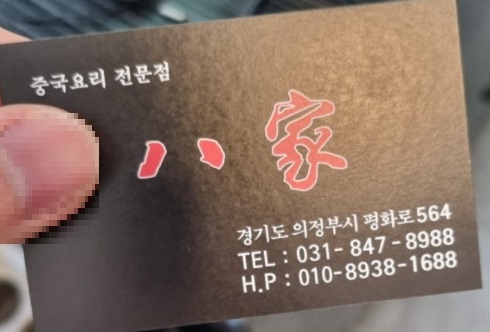 중국요리 전문점
八家
경기도 의정부시 평화로 564
TEL : 031- 847 - 8988
H.P : 010-8938-1688